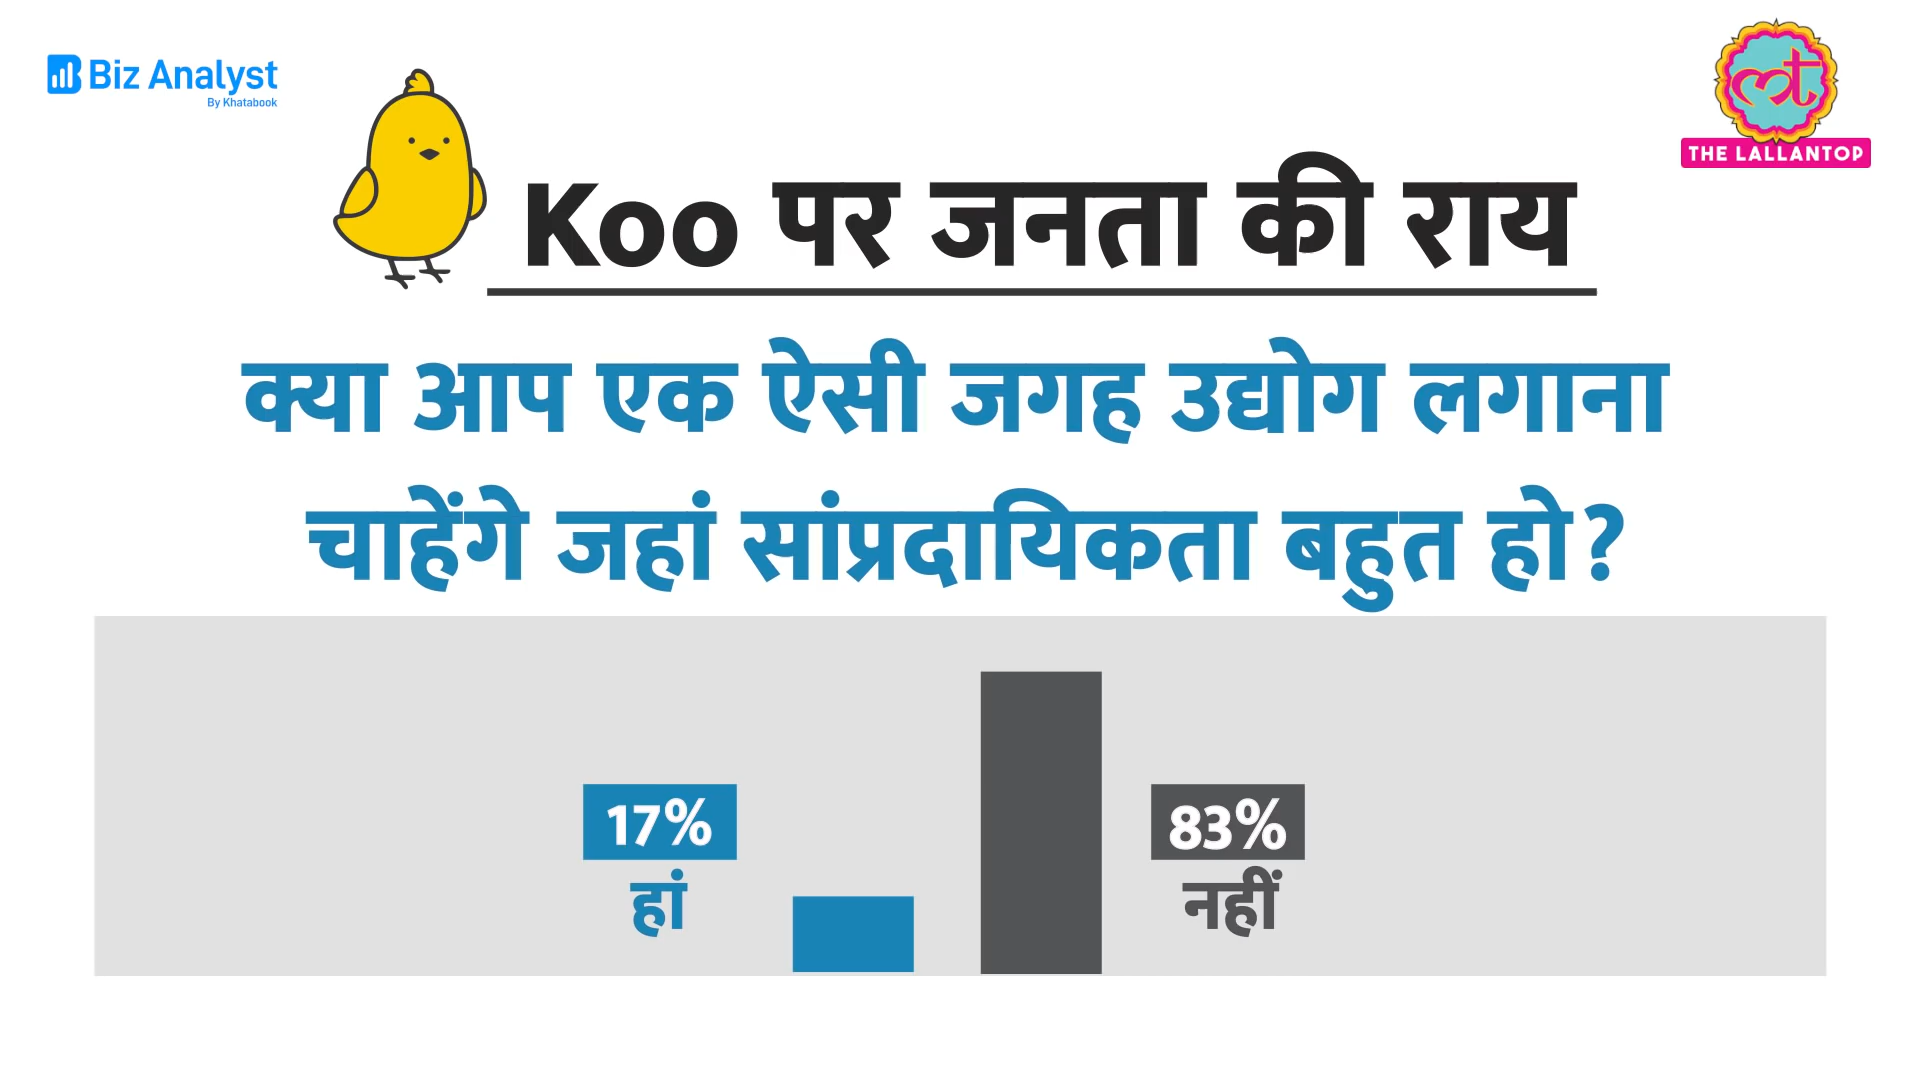 Biz Analyst
By Khatabook
THE LALLANTOP
Koo पर जनता की राय
क्या आप एक ऐसी जगह उद्योग लगाना
चाहेंगे जहां सांप्रदायिकता बहुत हो?
17%
हां
83%
नहीं